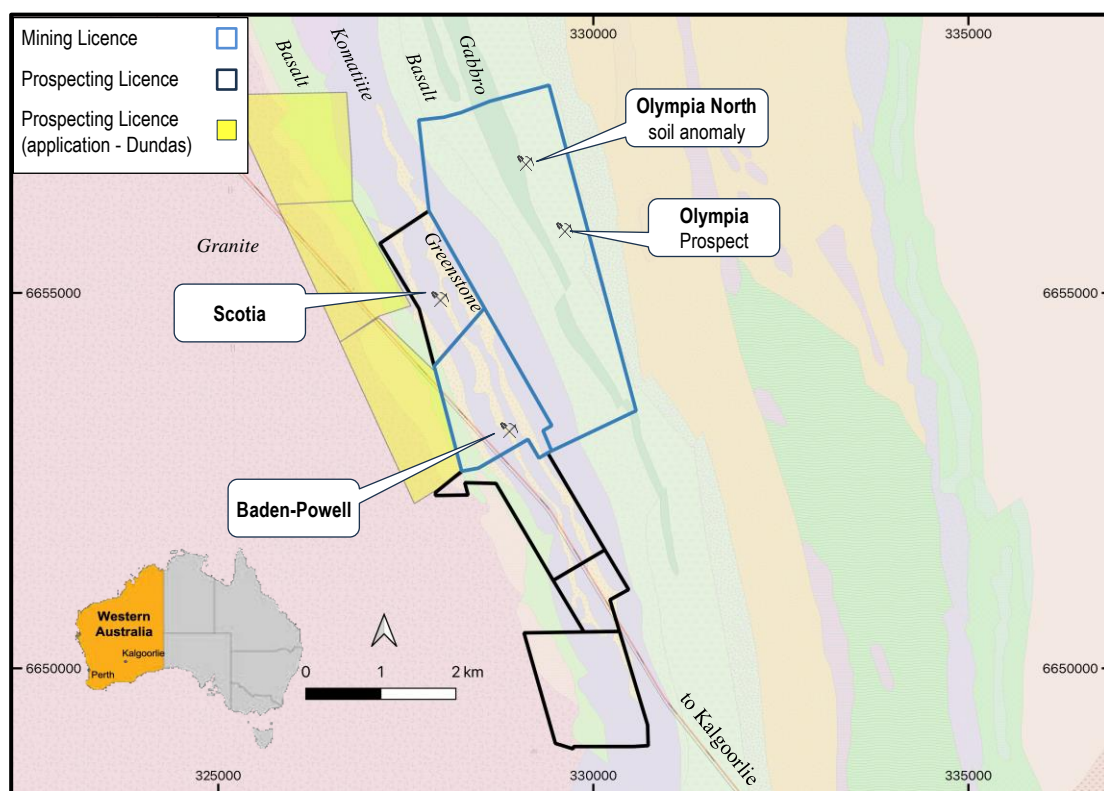 Mining Licence
Prospecting Licence
Prospecting Licence
(application - Dundas)
330000
335000
Basalt
Komatiite
Basalt
Gabbro
Olympia North
soil anomaly
Olympia
Prospect
Granite
Greenstone
6655000
6655000
Scotia
Baden-Powell
Western
Australia
Kalgoorlie
Perth
0
1
2 km
6650000
6650000
to Kalgoorlie
325000
330000
335000